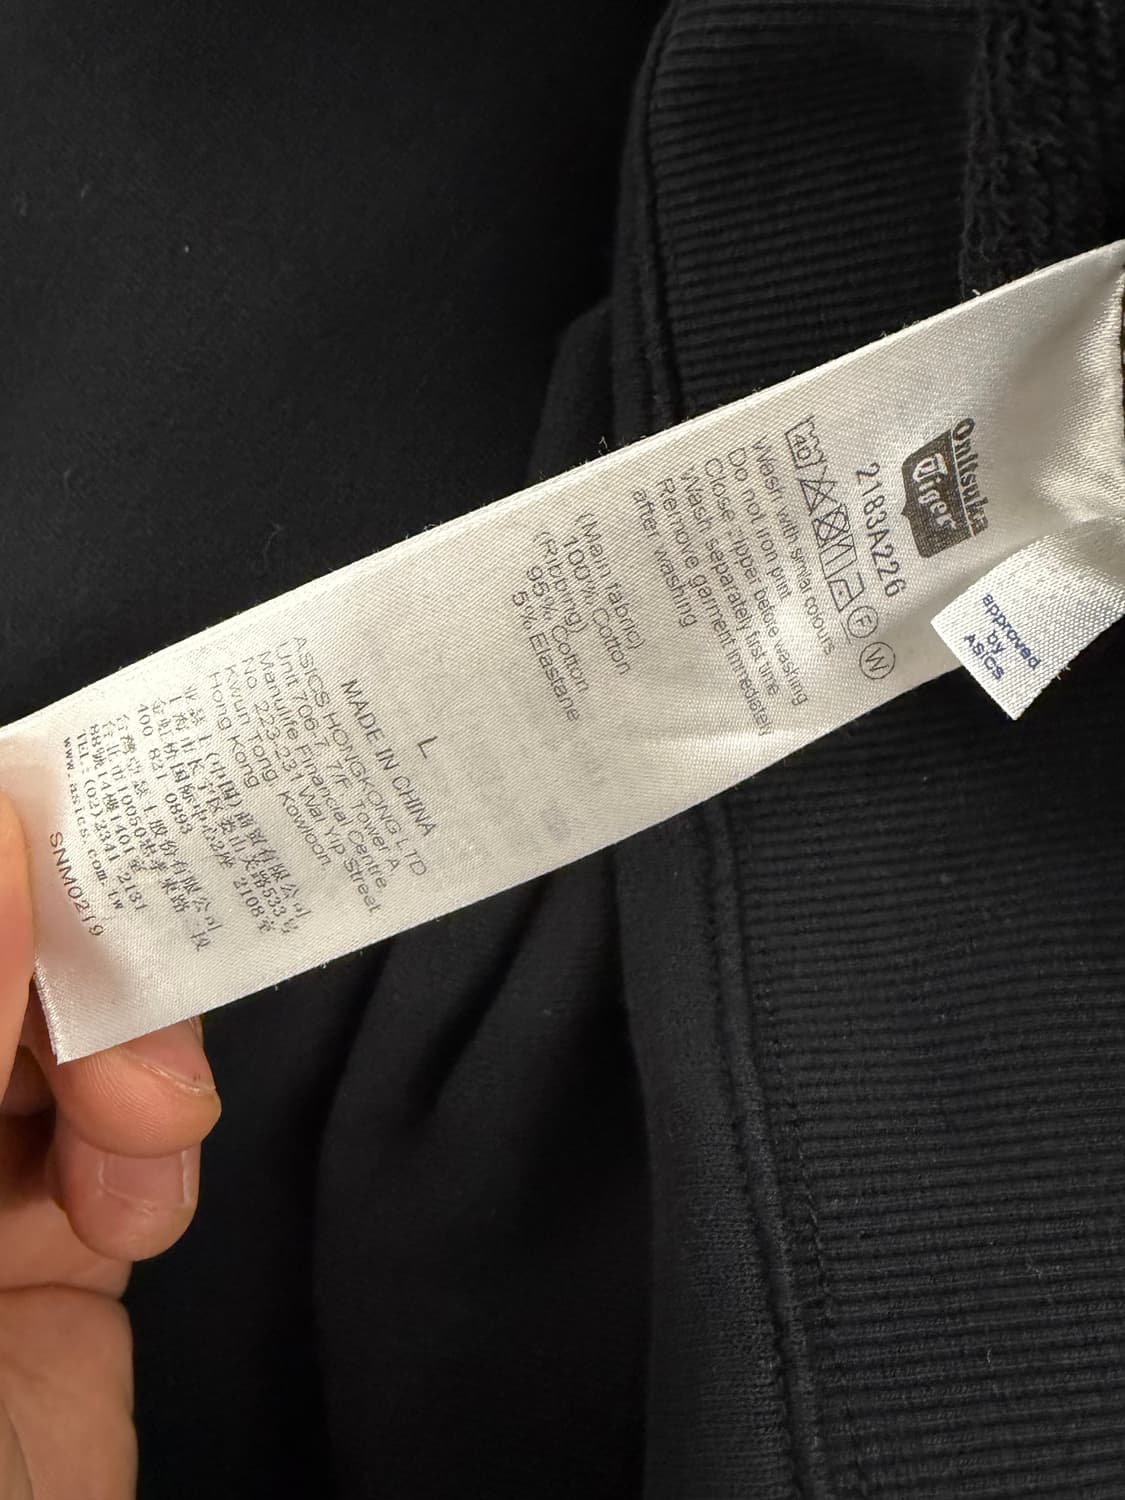 Onitsuka
Tiger
2183A226
40
F
W
Wash with similar colours
Do not iron print
Close zipper before washing
Wash separately first time
Remove garment immediately
after washing
(Main fabric)
100% Cotton
(Ribbing)
95% Cotton
5% Elastane
L
MADE IN CHINA
ASICS HONGKONG LTD
Unit 706-7 7/F Tower A,
Manulife Financial Centre,
No. 223-231 Wai Yip Street
Kwun Tong Kowloon,
Hong Kong
400 821 0893
TEL:(02)2341 2131
www.asics.com.tw
SNM0219
approved
by
ASICS